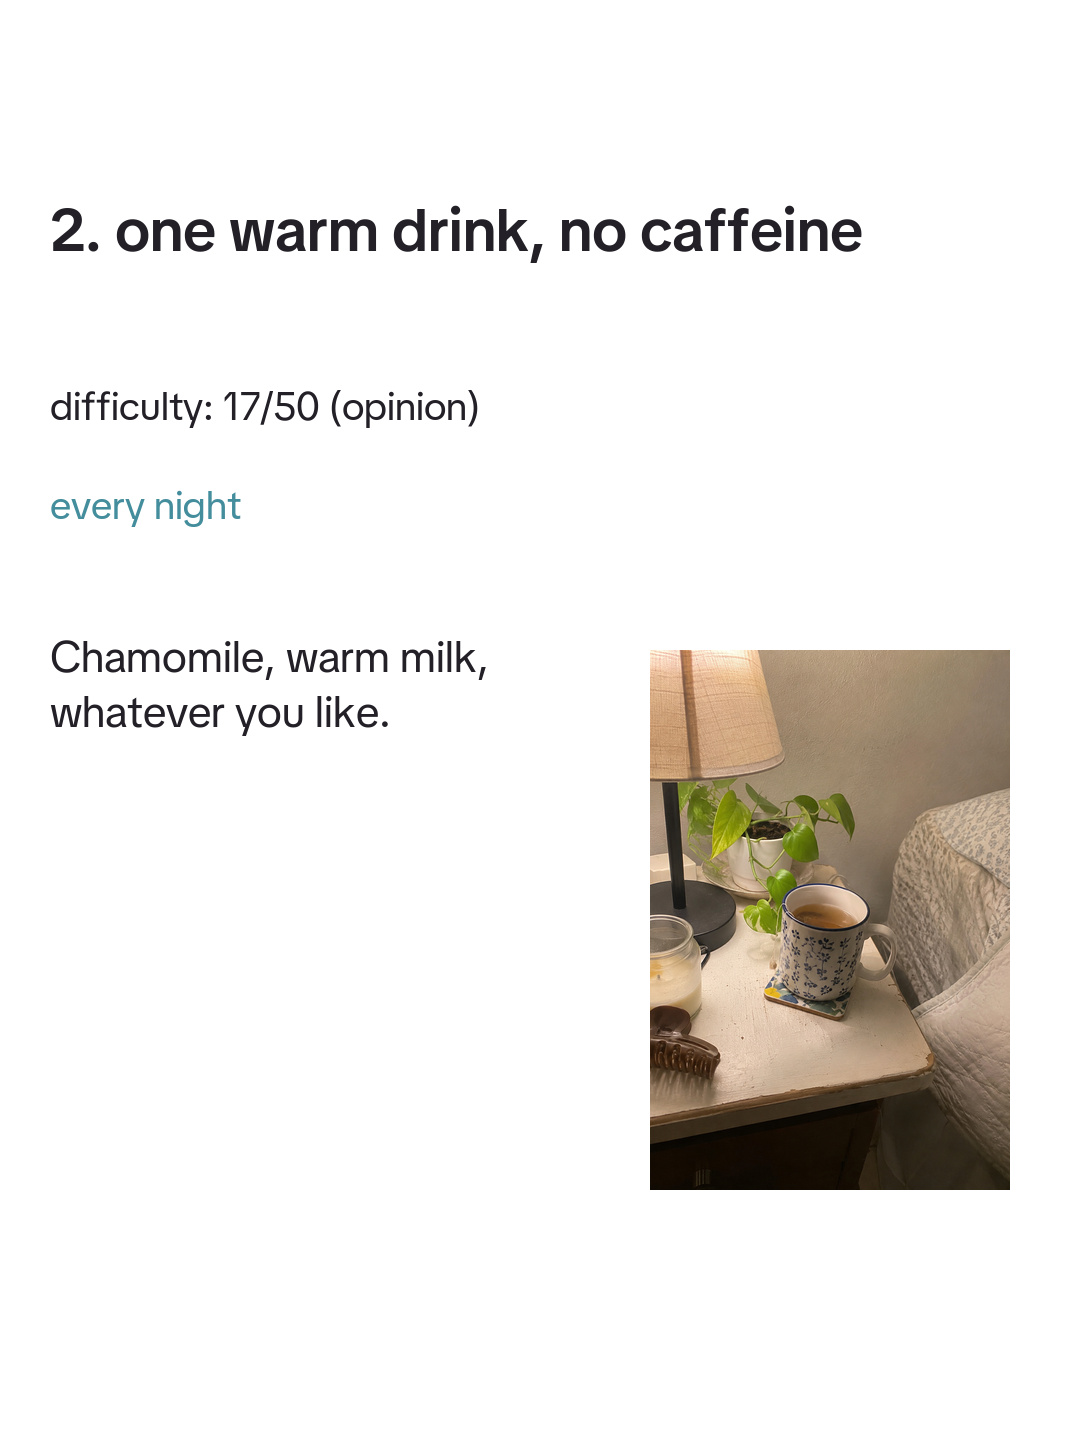 2. one warm drink, no caffeine
difficulty: 17/50 (opinion)
every night
Chamomile, warm milk,
whatever you like.